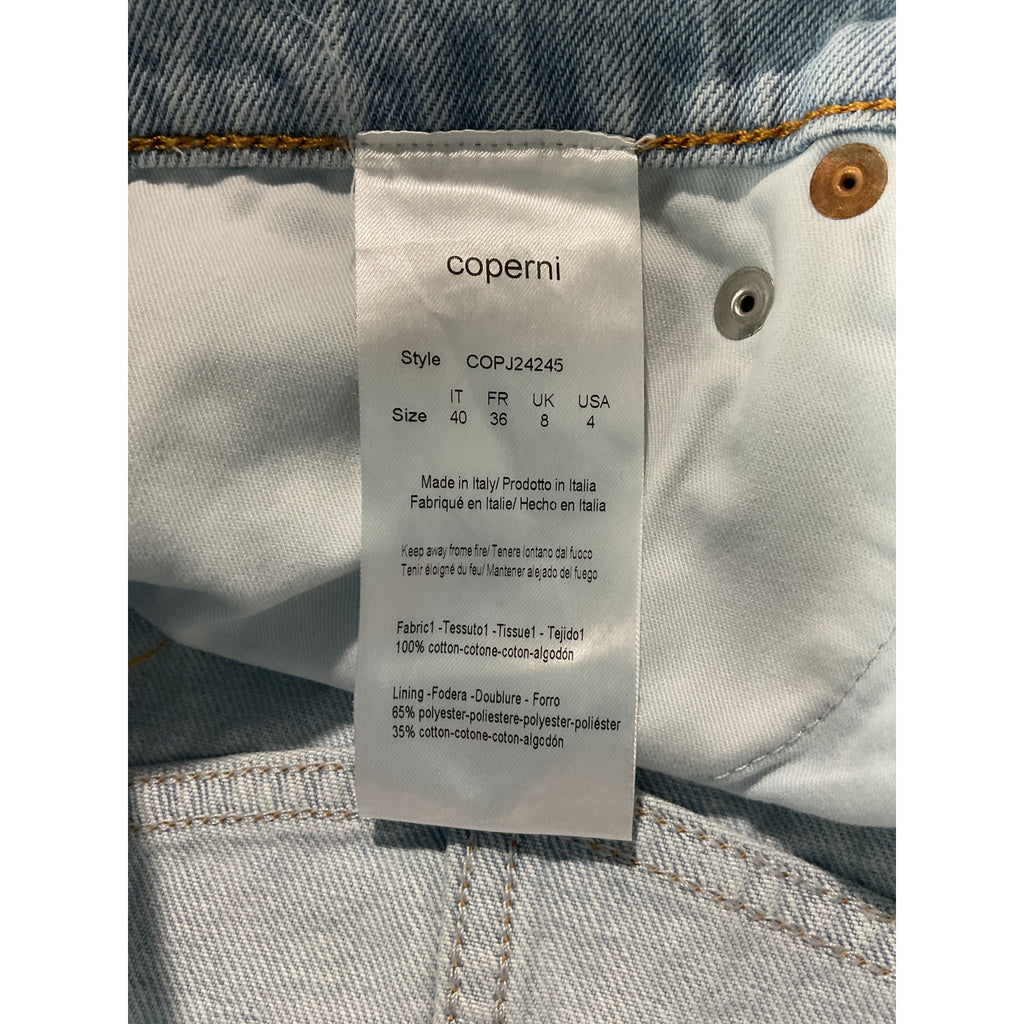 coperni
Style COPJ24245
IT FR UK USA
Size 40 36 8 4
Made in Italy/ Prodotto in Italia
Fabriqué en Italie/ Hecho en Italia
Keep away frome fire/ Tenere lontano dal fuoco
Tenir éloigné du feu/ Mantener alejado del fuego
Fabric1 -Tessuto1 -Tissue1 - Tejido1
100% cotton-cotone-coton-algodón
Lining -Fodera -Doublure - Forro
65% polyester-poliestere-polyester-poliéster
35% cotton-cotone-coton-algodón